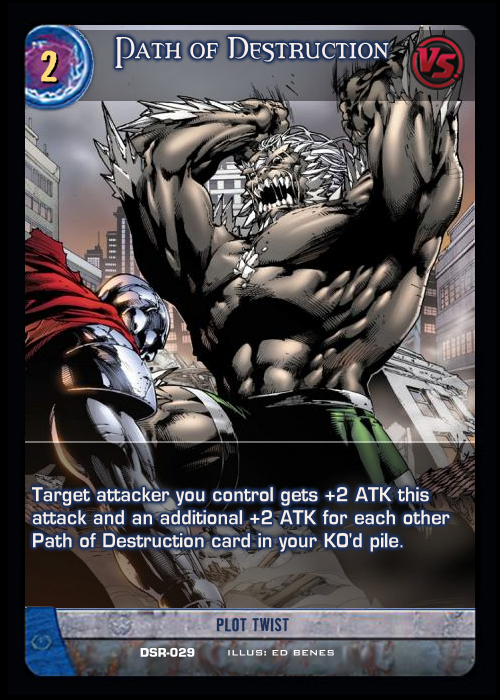 2
Path of Destruction
VS
Target attacker you control gets +2 ATK this
attack and an additional +2 ATK for each other
Path of Destruction card in your KO'd pile.
PLOT TWIST
DSR-029 ILLUS: ED BENES